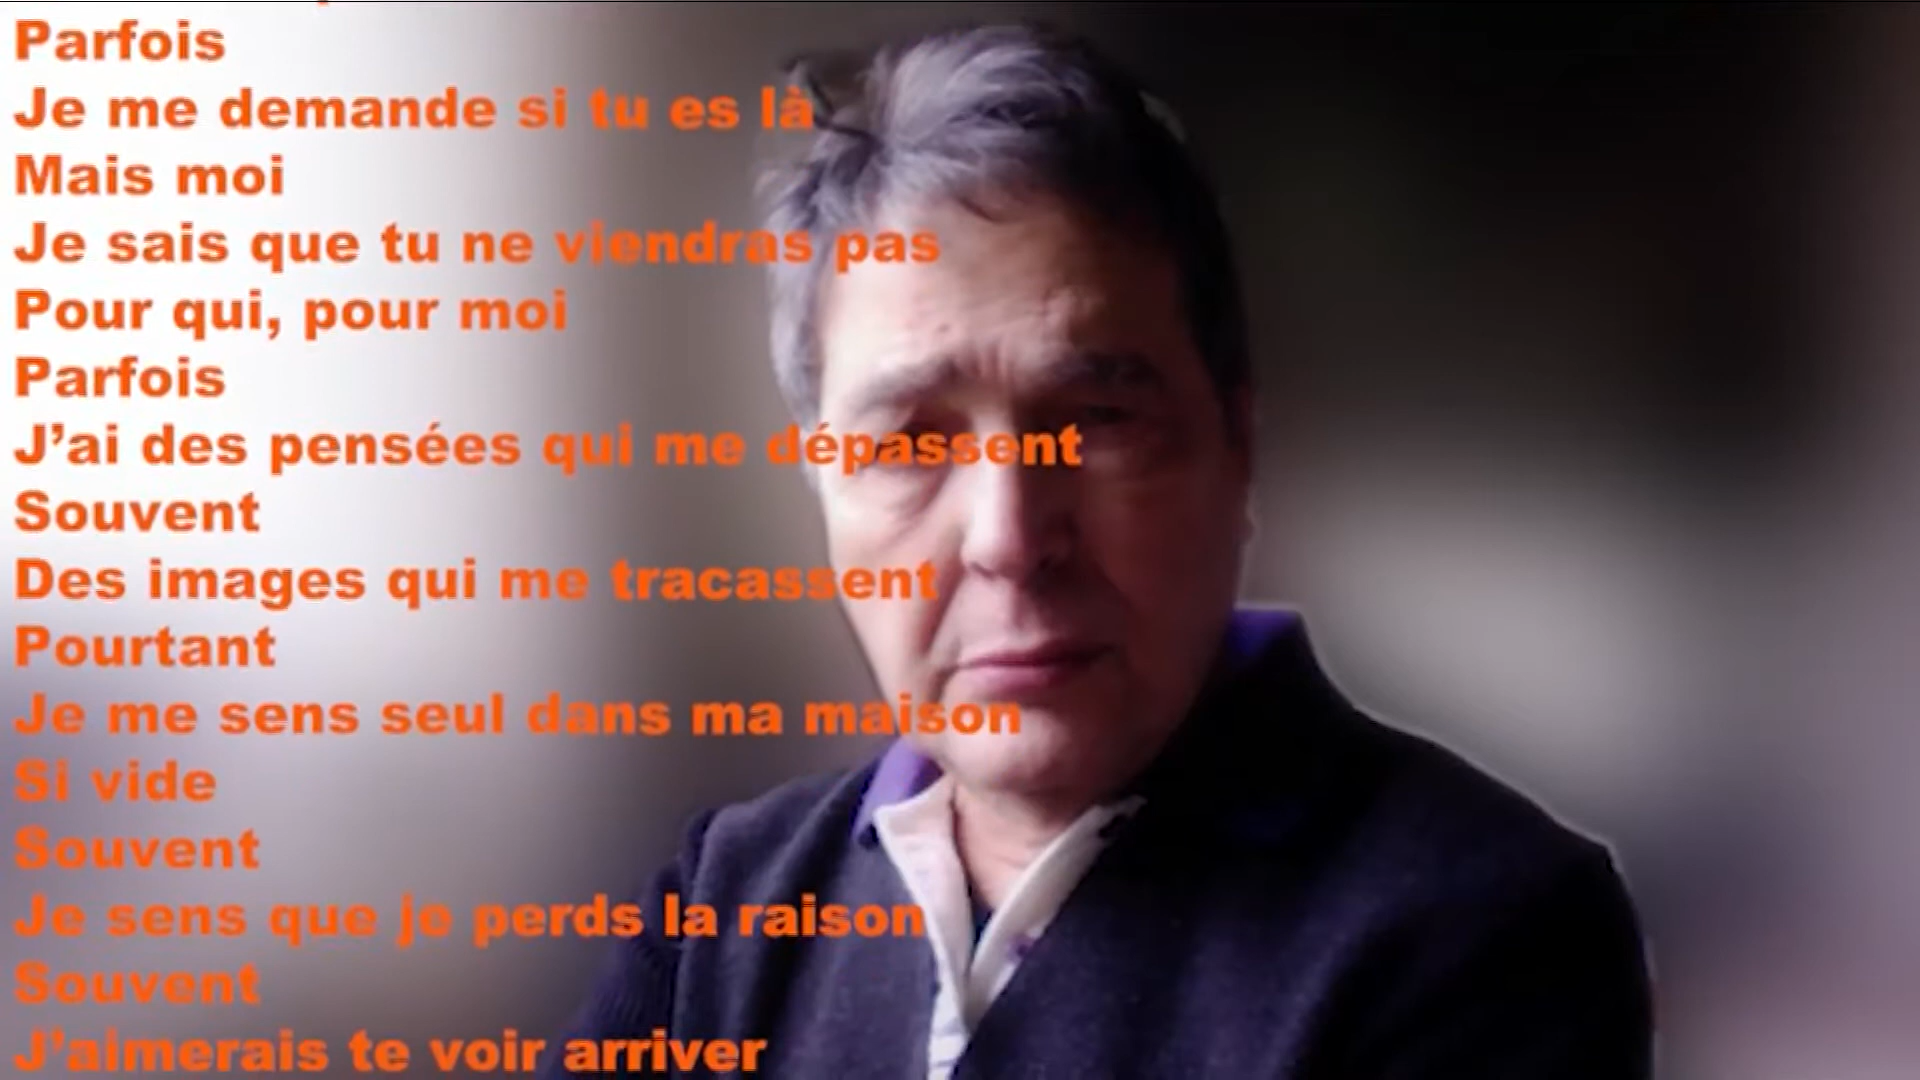 Parfois
Je me demande si tu es là
Mais moi
Je sais que tu ne viendras pas
Pour qui, pour moi
Parfois
J’ai des pensées qui me dépassent
Souvent
Des images qui me tracassent
Pourtant
Je me sens seul dans ma maison
Si vide
Souvent
Je sens que je perds la raison
Souvent
J’aimerais te voir arriver